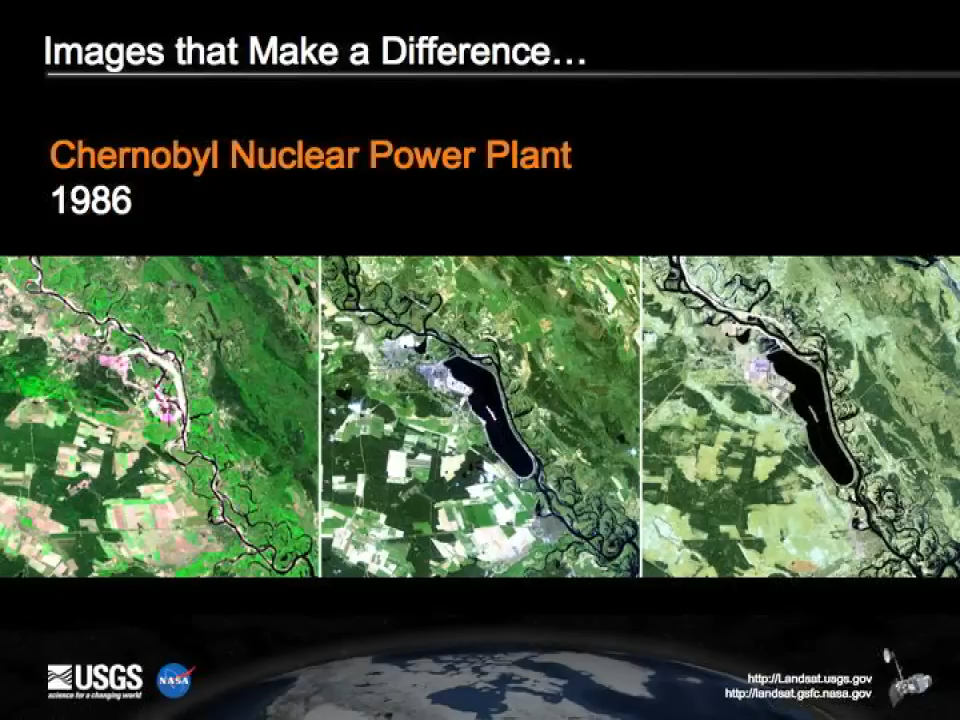 Images that Make a Difference…
Chernobyl Nuclear Power Plant
1986
USGS
science for a changing world
NASA
http://Landsat.usgs.gov
http://landsat.gsfc.nasa.gov